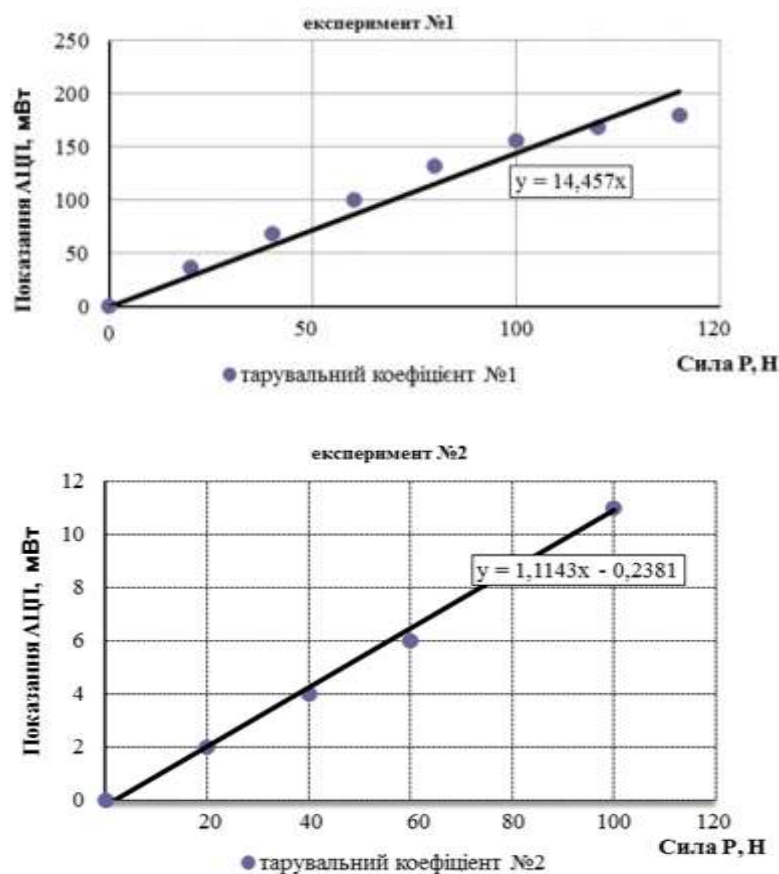 експеримент №1
Показання АЦП, мВт
250
200
150
100
50
0
y = 14,457x
0
50
100
120
Сила Р, Н
тарувальний коефіцієнт №1
експеримент №2
Показання АЦП, мВт
12
10
8
6
4
2
0
y = 1,1143x - 0,2381
20
40
60
80
100
120
Сила Р, Н
тарувальний коефіцієнт №2